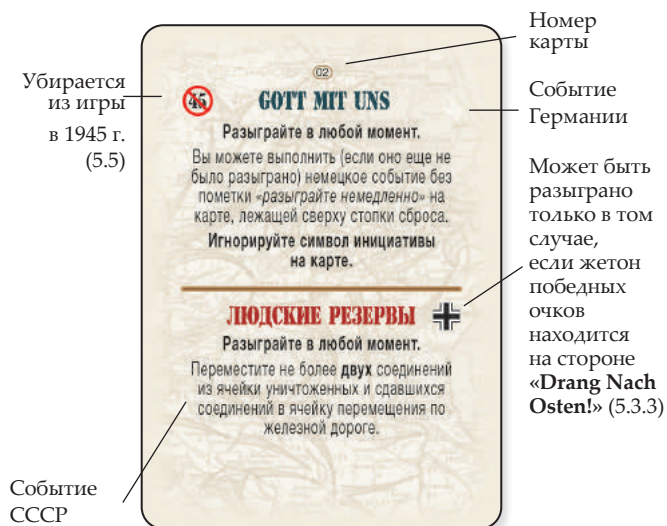 Номер
карты
Убирается
из игры
в 1945 г.
(5.5)
02
45
GOTT MIT UNS
Разыграйте в любой момент.
Вы можете выполнить (если оно еще не
было разыграно) немецкое событие без
пометки «разыграйте немедленно» на
карте, лежащей сверху стопки сброса.
Игнорируйте символ инициативы
на карте.
Событие
Германии
ЛЮДСКИЕ РЕЗЕРВЫ
Разыграйте в любой момент.
Переместите не более двух соединений
из ячейки уничтоженных и сдавшихся
соединений в ячейку перемещения по
железной дороге.
Может быть
разыграно
только в том
случае,
если жетон
победных
очков
находится
на стороне
«Drang Nach
Osten!» (5.3.3)
Событие
СССР